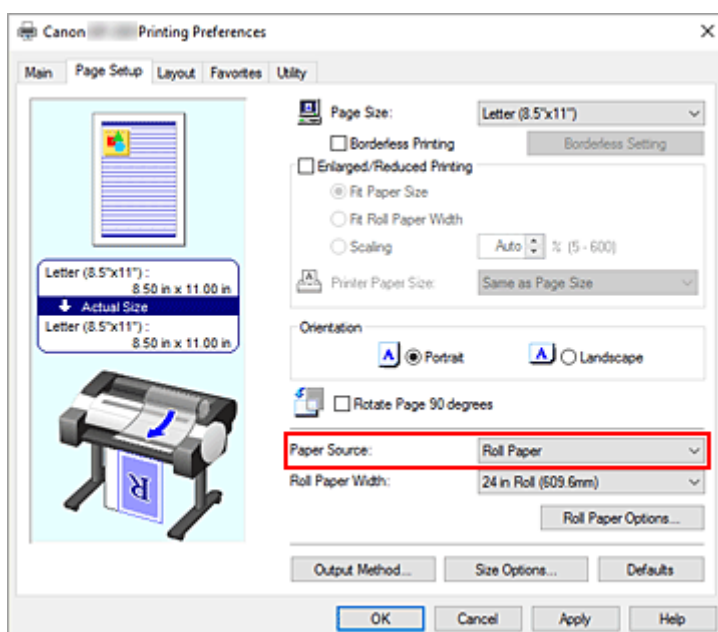 Canon Printing Preferences
Main Page Setup Layout Favorites Utility
Page Size: Letter (8.5"x11")
Borderless Printing Borderless Setting
Enlarged/Reduced Printing
Fit Paper Size
Fit Roll Paper Width
Scaling Auto % (5 - 600)
Printer Paper Size: Same as Page Size
Letter (8.5"x11") :
8.50 in x 11.00 in
Actual Size
Letter (8.5"x11") :
8.50 in x 11.00 in
Orientation
A Portrait A Landscape
Rotate Page 90 degrees
R
Paper Source: Roll Paper
Roll Paper Width: 24 in Roll (609.6mm)
Roll Paper Options...
Output Method... Size Options... Defaults
OK Cancel Apply Help